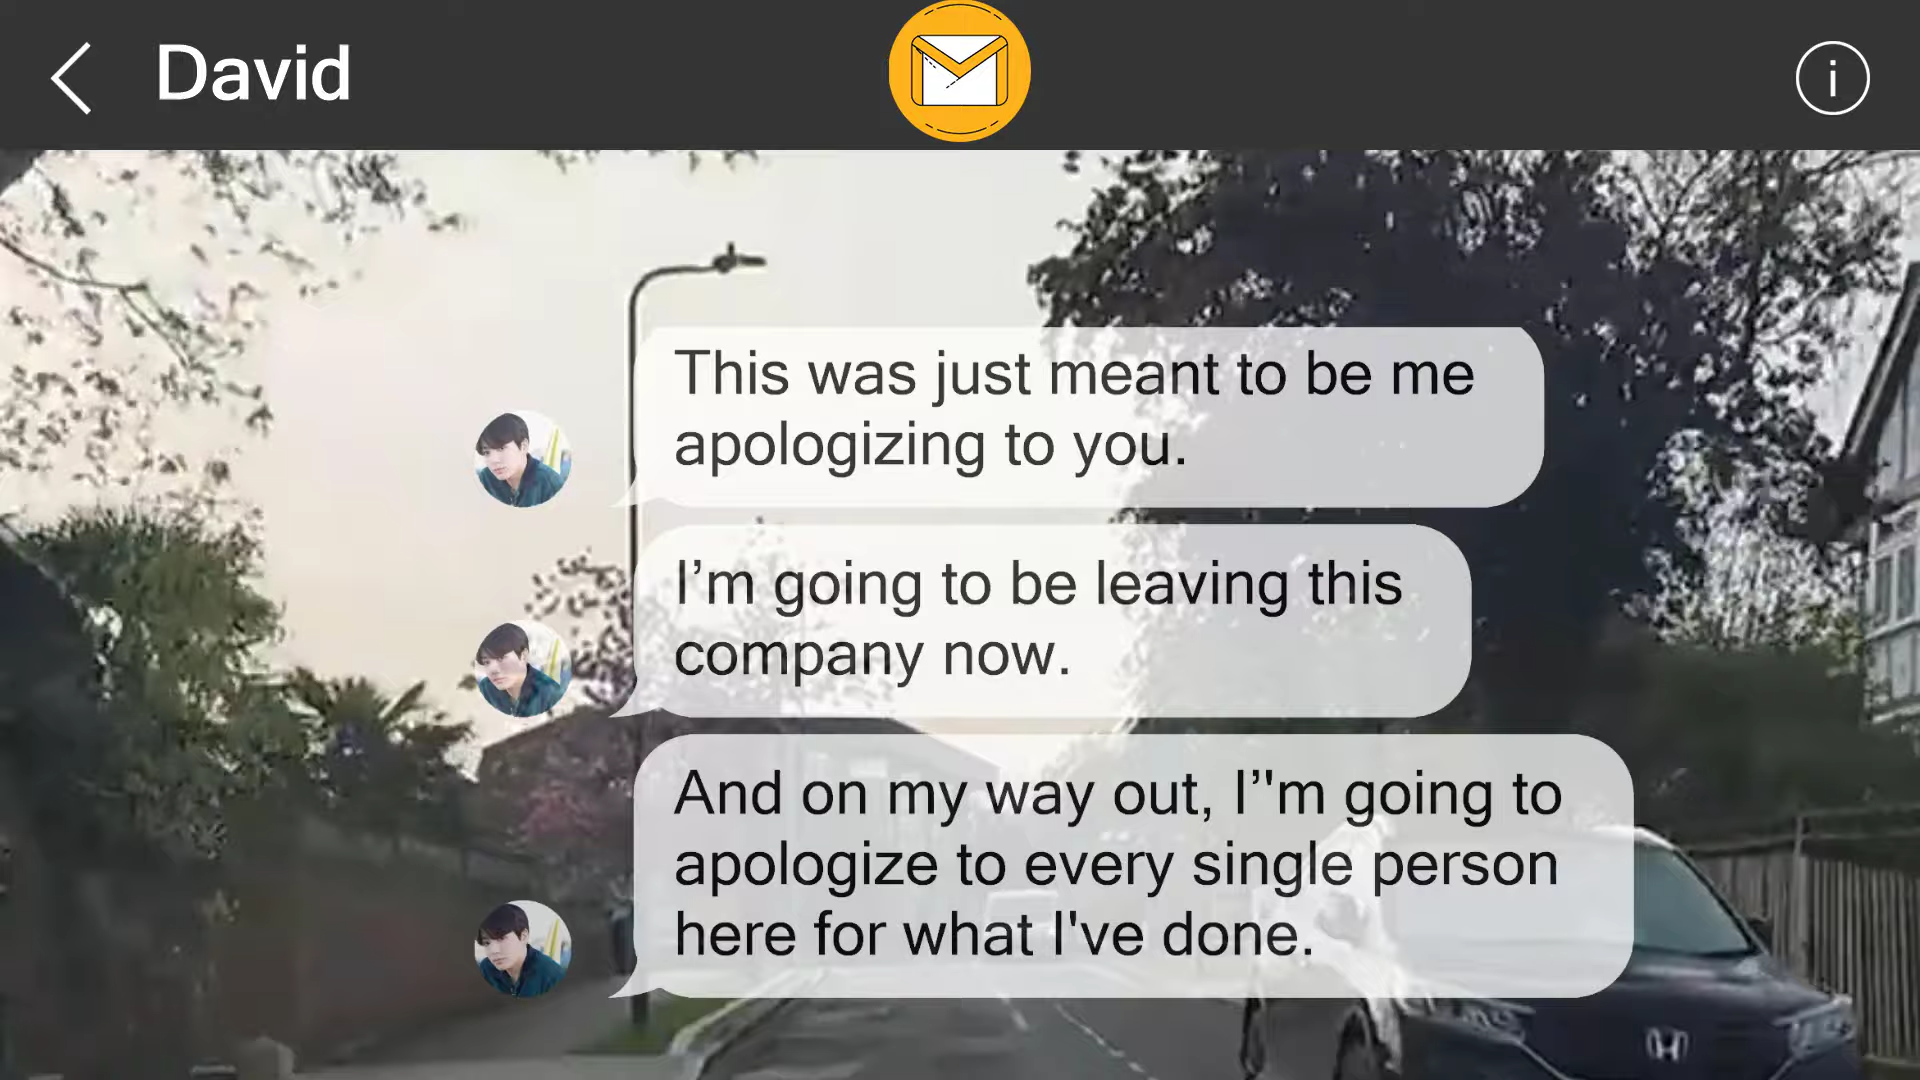 David
This was just meant to be me
apologizing to you.
I’m going to be leaving this
company now.
And on my way out, I’'m going to
apologize to every single person
here for what I've done.